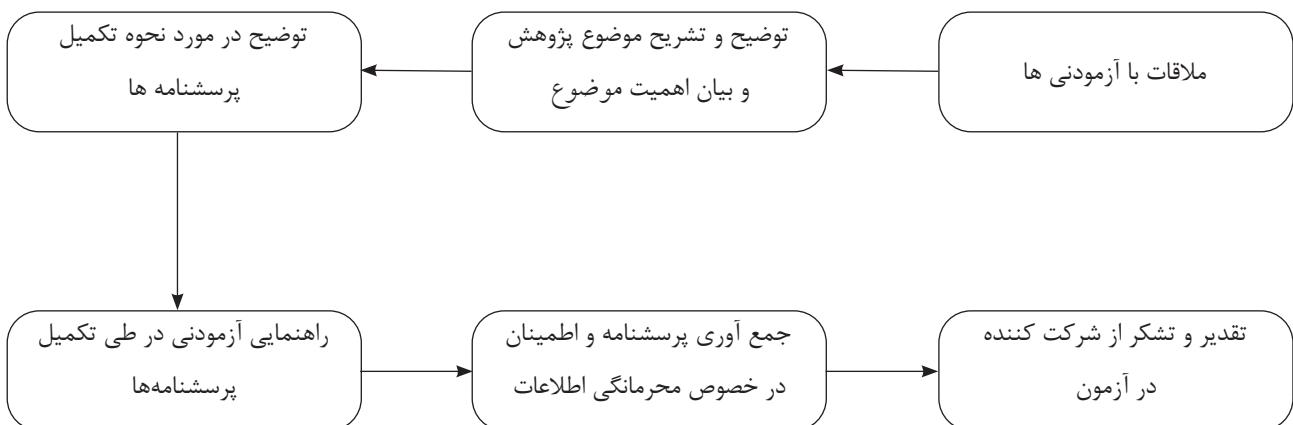 ملاقات با آزمودنی ها
توضیح و تشریح موضوع پژوهش
و بیان اهمیت موضوع
توضیح در مورد نحوه تکمیل
پرسشنامه ها
راهنمایی آزمودنی در طی تکمیل
پرسشنامه‌ها
جمع آوری پرسشنامه و اطمینان
در خصوص محرمانگی اطلاعات
تقدیر و تشکر از شرکت کننده
در آزمون